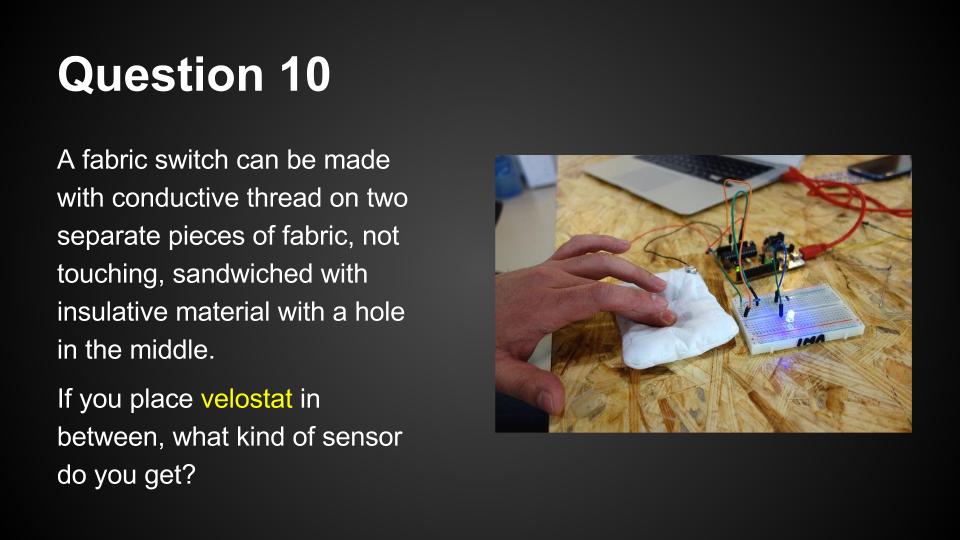 Question 10
A fabric switch can be made
with conductive thread on two
separate pieces of fabric, not
touching, sandwiched with
insulative material with a hole
in the middle.
If you place velostat in
between, what kind of sensor
do you get?